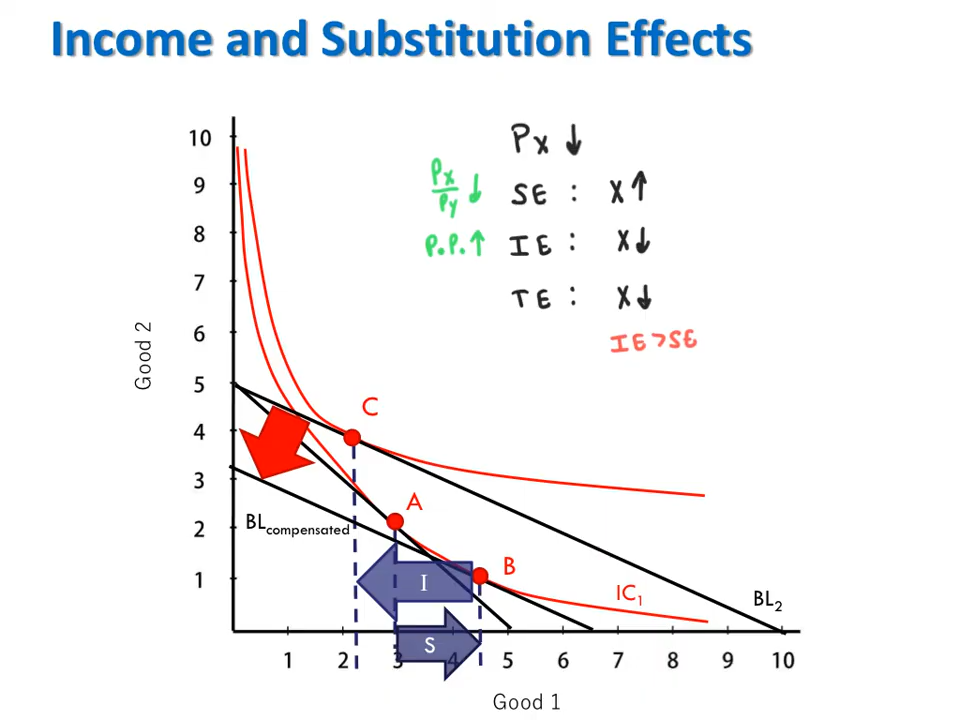 Income and Substitution Effects
10
9
8
7
6
5
4
3
2
1
Good 2
Px ↓
Px/Py ↓
SE : X↑
P.P.↑
IE : X↓
TE : X↓
IE>SE
C
A
B
BLcompensated
I
S
IC1
BL2
1 2 3 4 5 6 7 8 9 10
Good 1